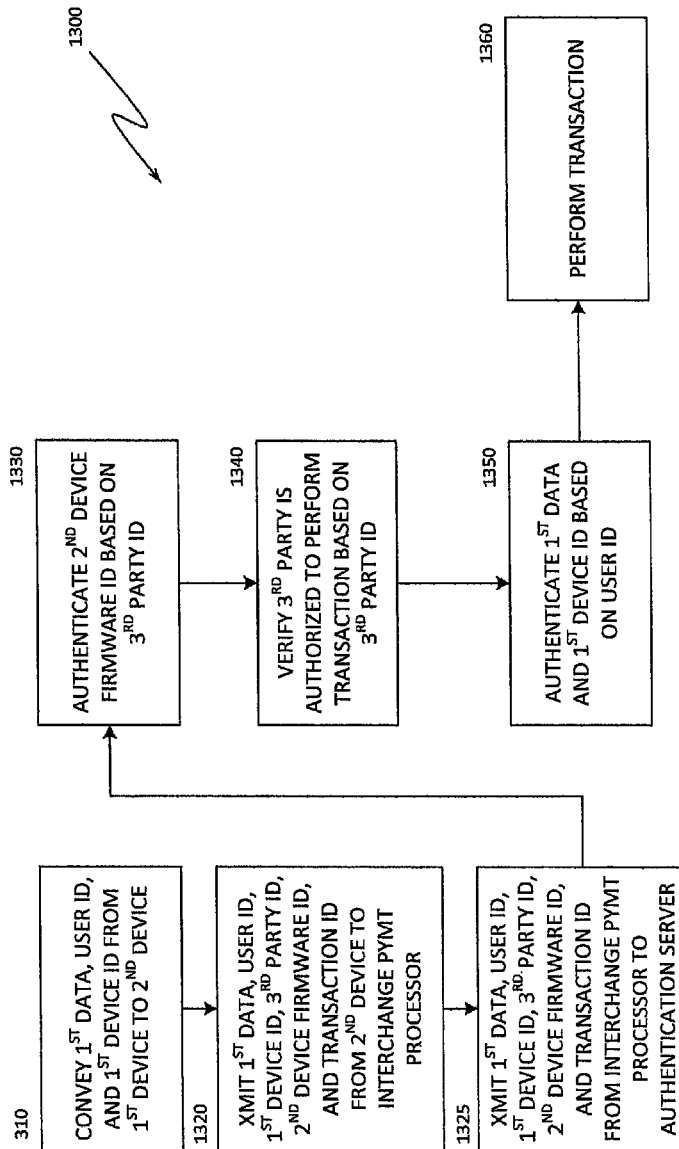 1300
310
CONVEY 1ST DATA, USER ID,
AND 1ST DEVICE ID FROM
1ST DEVICE TO 2ND DEVICE
1320
XMIT 1ST DATA, USER ID,
1ST DEVICE ID, 3RD PARTY ID,
2ND DEVICE FIRMWARE ID,
AND TRANSACTION ID
FROM 2ND DEVICE TO
INTERCHANGE PYMT
PROCESSOR
1325
XMIT 1ST DATA, USER ID,
1ST DEVICE ID, 3RD PARTY ID,
2ND DEVICE FIRMWARE ID,
AND TRANSACTION ID
FROM INTERCHANGE PYMT
PROCESSOR TO
AUTHENTICATION SERVER
1330
AUTHENTICATE 2ND DEVICE
FIRMWARE ID BASED ON
3RD PARTY ID
1340
VERIFY 3RD PARTY IS
AUTHORIZED TO PERFORM
TRANSACTION BASED ON
3RD PARTY ID
1350
AUTHENTICATE 1ST DATA
AND 1ST DEVICE ID BASED
ON USER ID
1360
PERFORM TRANSACTION